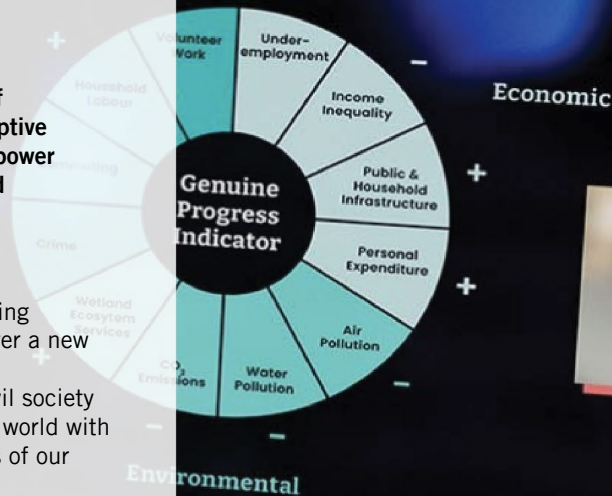 f
ptive
power
d
ing
er a new
il society
world with
s of our
Volunteer
Work
Under-
employment
Income
Inequality
Public &
Household
Infrastructure
Personal
Expenditure
Air
Pollution
Water
Pollution
CO₂
Emissions
Wetland
Ecosytem
Services
Crime
Household
Labour
Genuine
Progress
Indicator
Economic
Environmental
−
+
+
−
−
−
+
+